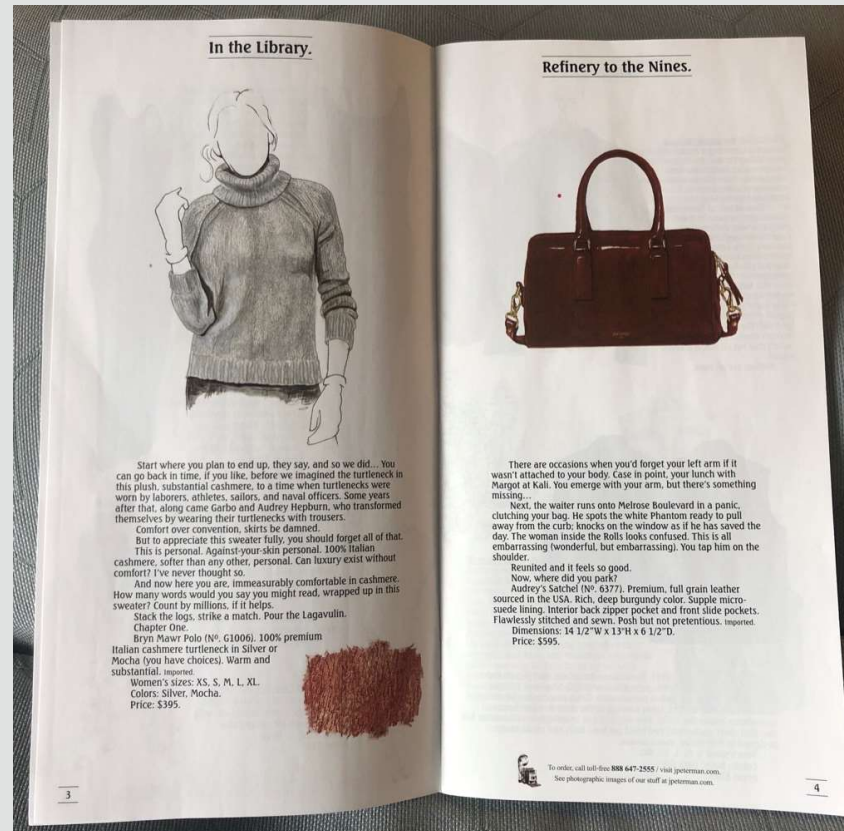 In the Library.
Start where you plan to end up, they say, and so we did... You
can go back in time, if you like, before we imagined the turtleneck in
this plush, substantial cashmere, to a time when turtlenecks were
worn by laborers, athletes, sailors, and naval officers. Some years
after that, along came Garbo and Audrey Hepburn, who transformed
themselves by wearing their turtlenecks with trousers.
Comfort over convention, skirts be damned.
But to appreciate this sweater fully, you should forget all of that.
This is personal. Against-your-skin personal. 100% Italian
cashmere, softer than any other, personal. Can luxury exist without
comfort? I've never thought so.
And now here you are, immeasurably comfortable in cashmere.
How many words would you say you might read, wrapped up in this
sweater? Count by millions, if it helps.
Stack the logs, strike a match. Pour the Lagavulin.
Chapter One.
Bryn Mawr Polo (Nº. G1006). 100% premium
Italian cashmere turtleneck in Silver or
Mocha (you have choices). Warm and
substantial. Imported.
Women's sizes: XS, S, M, L, XL.
Colors: Silver, Mocha.
Price: $395.
3
Refinery to the Nines.
There are occasions when you'd forget your left arm if it
wasn't attached to your body. Case in point, your lunch with
Margot at Kali. You emerge with your arm, but there's something
missing...
Next, the waiter runs onto Melrose Boulevard in a panic,
clutching your bag. He spots the white Phantom ready to pull
away from the curb; knocks on the window as if he has saved the
day. The woman inside the Rolls looks confused. This is all
embarrassing (wonderful, but embarrassing). You tap him on the
shoulder.
Reunited and it feels so good.
Now, where did you park?
Audrey's Satchel (Nº. 6377). Premium, full grain leather
sourced in the USA. Rich, deep burgundy color. Supple micro-
suede lining. Interior back zipper pocket and front slide pockets.
Flawlessly stitched and sewn. Posh but not pretentious. Imported.
Dimensions: 14 1/2"W x 13"H x 6 1/2"D.
Price: $595.
To order, call toll-free 888 647-2555 / visit jpeterman.com.
See photographic images of our stuff at jpeterman.com.
4